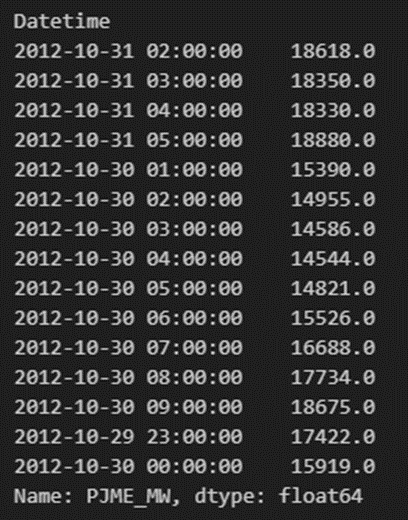 Datetime
2012-10-31 02:00:00    18618.0
2012-10-31 03:00:00    18350.0
2012-10-31 04:00:00    18330.0
2012-10-31 05:00:00    18880.0
2012-10-30 01:00:00    15390.0
2012-10-30 02:00:00    14955.0
2012-10-30 03:00:00    14586.0
2012-10-30 04:00:00    14544.0
2012-10-30 05:00:00    14821.0
2012-10-30 06:00:00    15526.0
2012-10-30 07:00:00    16688.0
2012-10-30 08:00:00    17734.0
2012-10-30 09:00:00    18675.0
2012-10-29 23:00:00    17422.0
2012-10-30 00:00:00    15919.0
Name: PJME_MW, dtype: float64